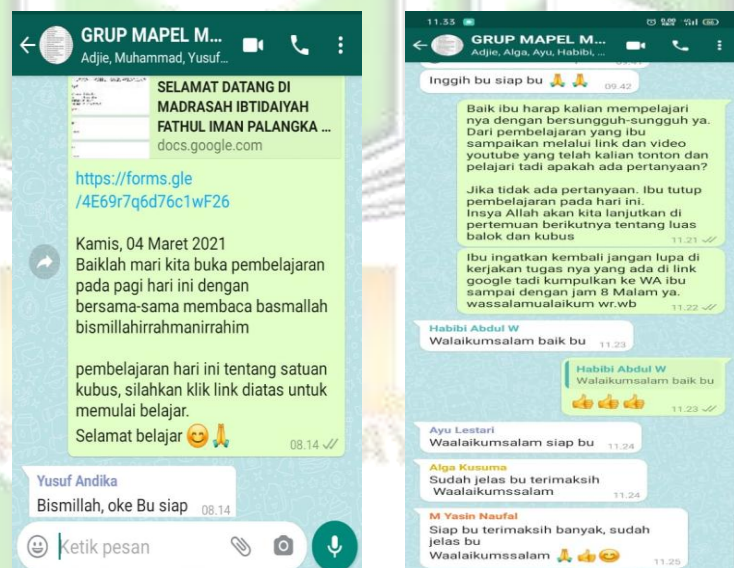 GRUP MAPEL M...
Adjie, Muhammad, Yusuf...
SELAMAT DATANG DI
MADRASAH IBTIDAIYAH
FATHUL IMAN PALANGKA ...
docs.google.com
https://forms.gle
/4E69r7q6d76c1wF26
Kamis, 04 Maret 2021
Baiklah mari kita buka pembelajaran
pada pagi hari ini dengan
bersama-sama membaca basmallah
bismillahirrahmanirrahim
pembelajaran hari ini tentang satuan
kubus, silahkan klik link diatas untuk
memulai belajar.
Selamat belajar 😊🙏
08.14
Yusuf Andika
Bismillah, oke Bu siap 08.14
Ketik pesan
11.33
GRUP MAPEL M...
Adjie, Alga, Ayu, Habibi, ...
Inggih bu siap bu 🙏🙏 09.42
Baik ibu harap kalian mempelajari
nya dengan bersungguh-sungguh ya.
Dari pembelajaran yang ibu
sampaikan melalui link dan video
youtube yang telah kalian tonton dan
pelajari tadi apakah ada pertanyaan?
Jika tidak ada pertanyaan. Ibu tutup
pembelajaran pada hari ini.
Insya Allah akan kita lanjutkan di
pertemuan berikutnya tentang luas
balok dan kubus 11.21
Ibu ingatkan kembali jangan lupa di
kerjakan tugas nya yang ada di link
google tadi kumpulkan ke WA ibu
sampai dengan jam 8 Malam ya.
wassalamualaikum wr.wb 11.22
Habibi Abdul W
Walaikumsalam baik bu 11.23
Habibi Abdul W
Walaikumsalam baik bu
👍👍👍
11.23
Ayu Lestari
Waalaikumsalam siap bu 11.24
Alga Kusuma
Sudah jelas bu terimaksih
Waalaikumssalam 11.24
M Yasin Naufal
Siap bu terimaksih banyak, sudah
jelas bu
Waalaikumssalam 🙏👍😊 11.25